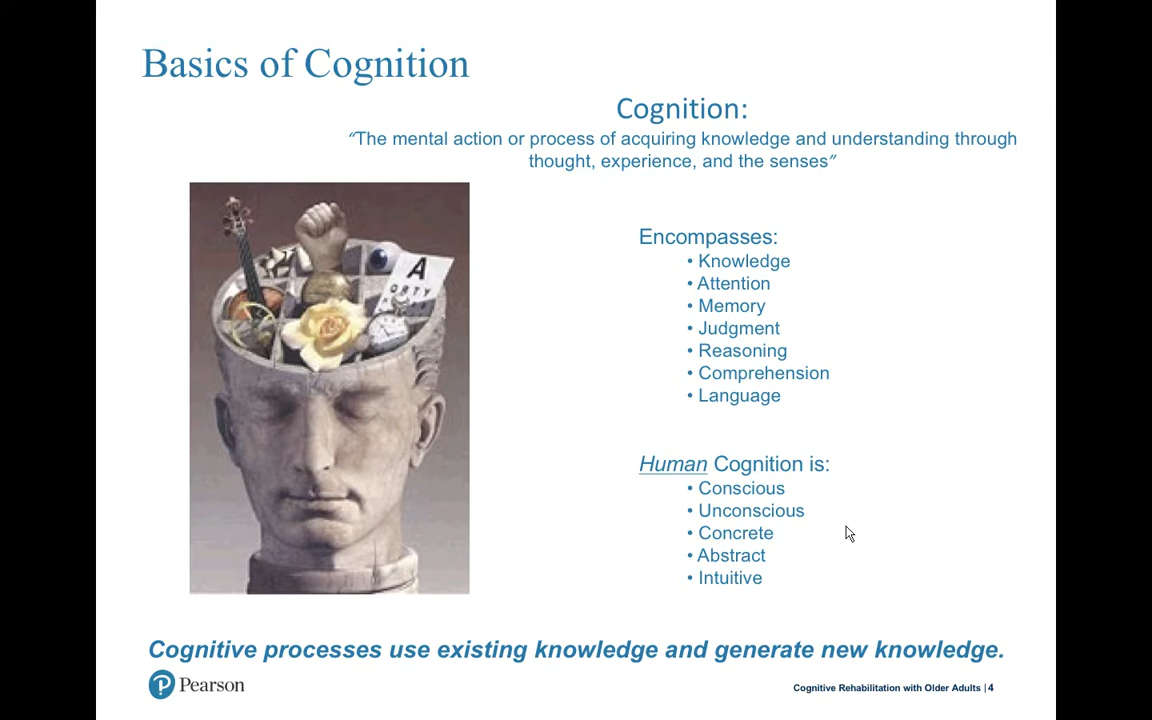 Basics of Cognition
Cognition:
“The mental action or process of acquiring knowledge and understanding through
thought, experience, and the senses”
A
Encompasses:
• Knowledge
• Attention
• Memory
• Judgment
• Reasoning
• Comprehension
• Language
Human Cognition is:
• Conscious
• Unconscious
• Concrete
• Abstract
• Intuitive
Cognitive processes use existing knowledge and generate new knowledge.
P Pearson
Cognitive Rehabilitation with Older Adults | 4